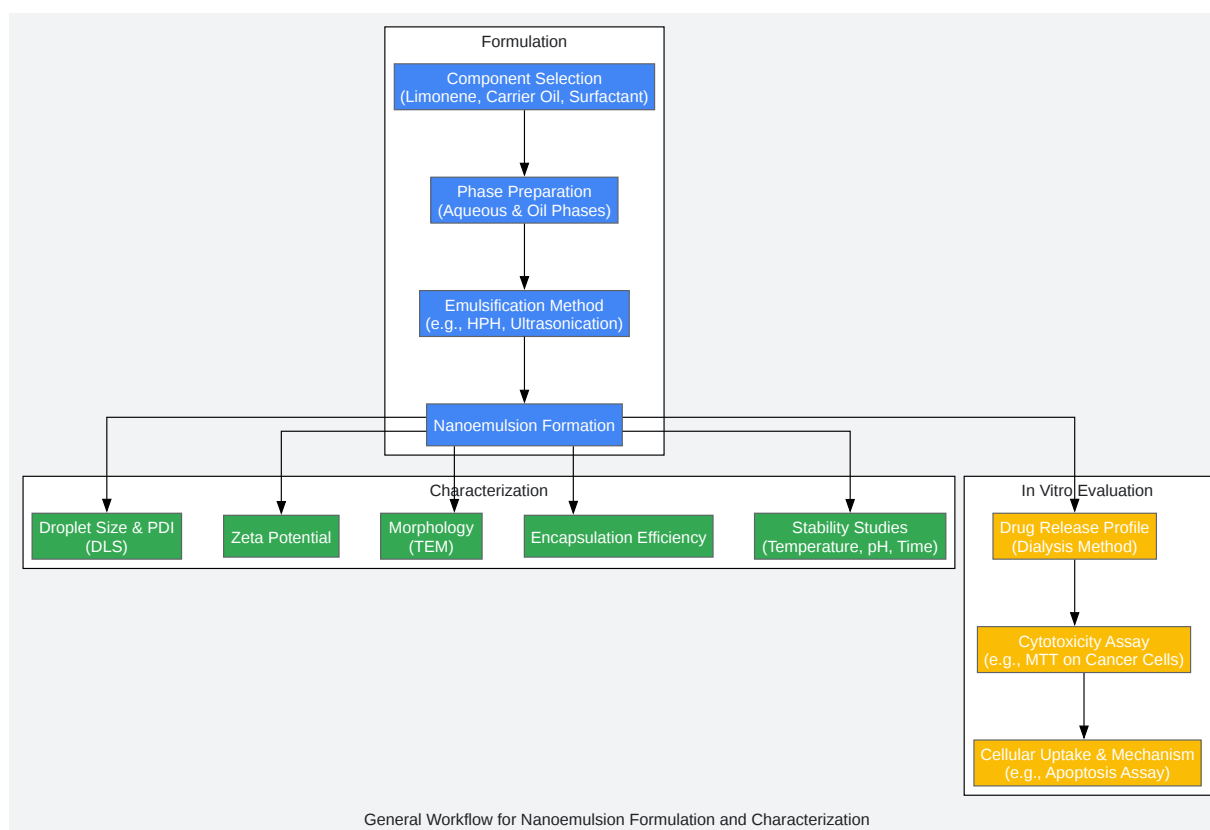 Formulation
Component Selection
(Limonene, Carrier Oil, Surfactant)
Phase Preparation
(Aqueous & Oil Phases)
Emulsification Method
(e.g., HPH, Ultrasonication)
Nanoemulsion Formation
Characterization
Droplet Size & PDI
(DLS)
Zeta Potential
Morphology
(TEM)
Encapsulation Efficiency
Stability Studies
(Temperature, pH, Time)
In Vitro Evaluation
Drug Release Profile
(Dialysis Method)
Cytotoxicity Assay
(e.g., MTT on Cancer Cells)
Cellular Uptake & Mechanism
(e.g., Apoptosis Assay)
General Workflow for Nanoemulsion Formulation and Characterization